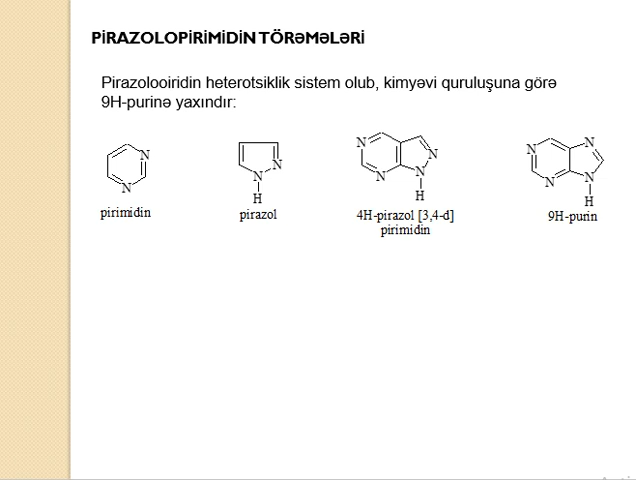 PİRAZOLOPİRİMİDİN TÖRƏMƏLƏRİ
Pirazolooiridin heterotsiklik sistem olub, kimyəvi quruluşuna görə
9H-purinə yaxındır:
N
N
pirimidin
N
N
H
pirazol
N
N
N
N
H
4H-pirazol [3,4-d]
pirimidin
N
N
N
N
H
9H-purin